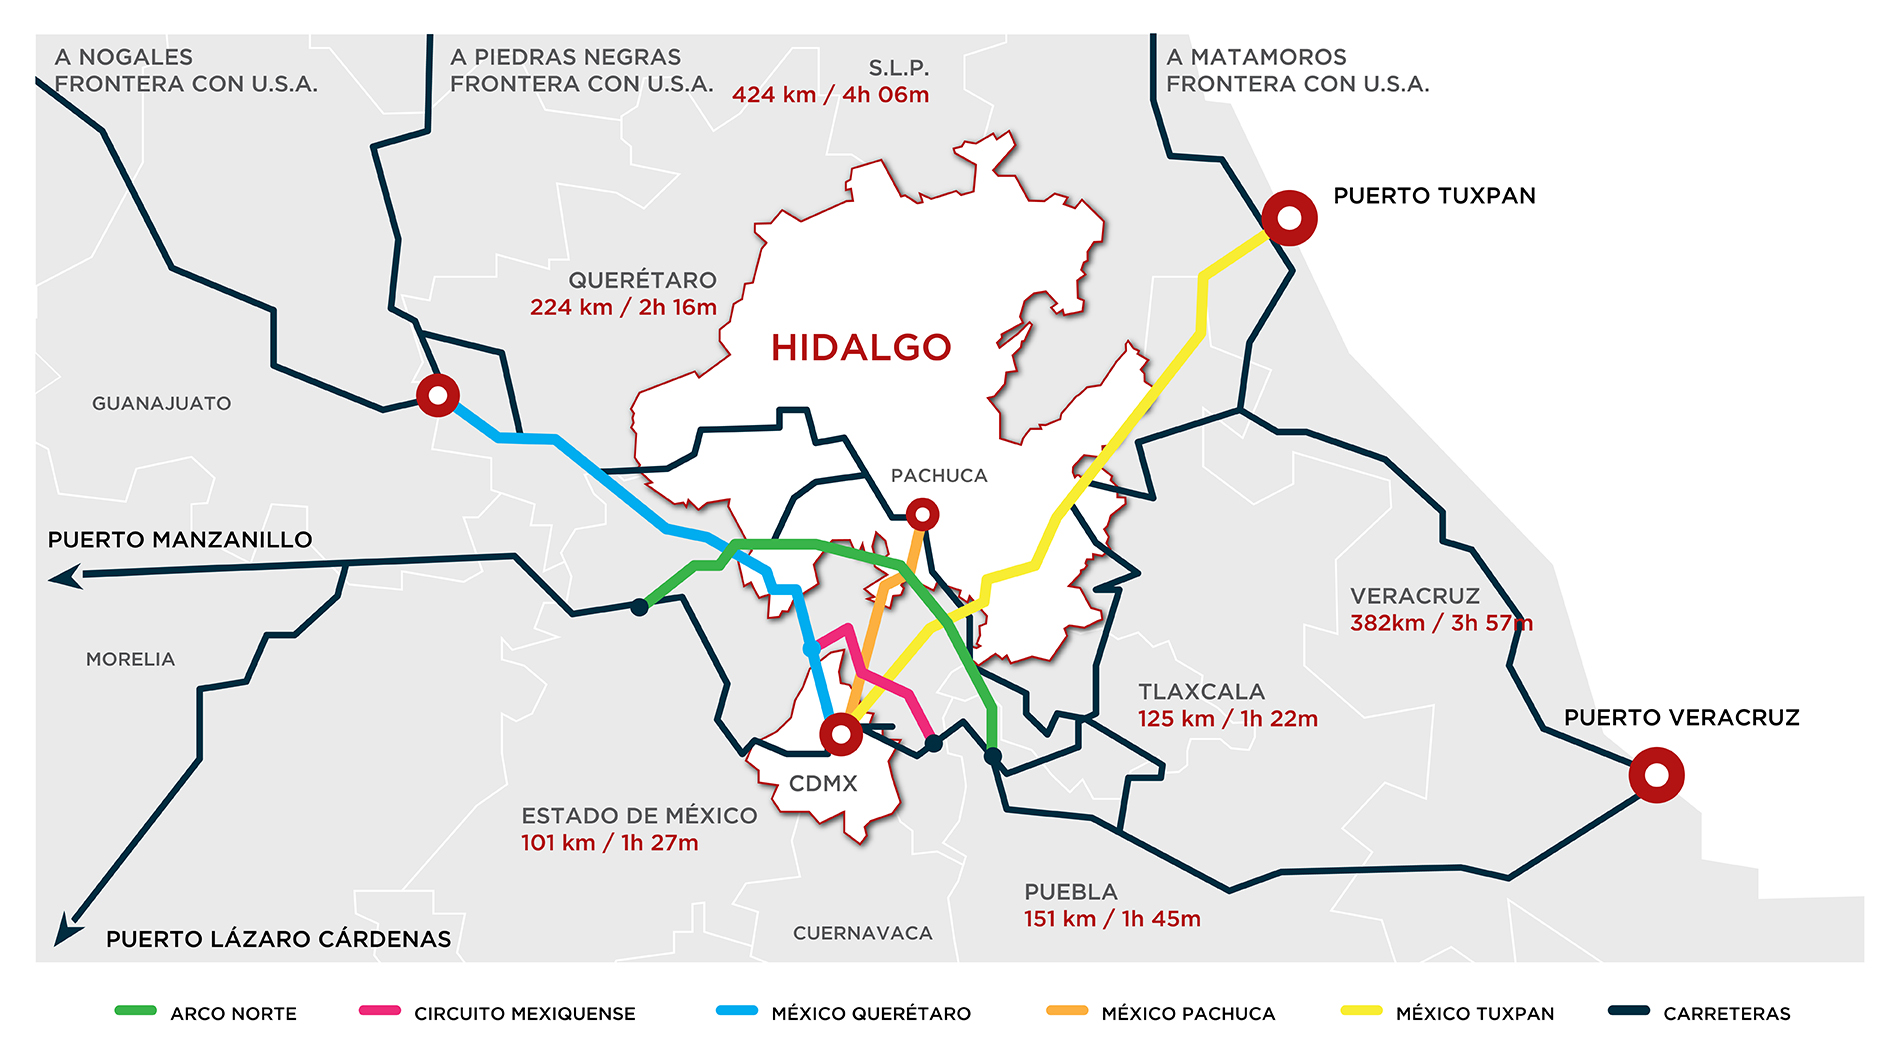 A NOGALES
FRONTERA CON U.S.A.
A PIEDRAS NEGRAS
FRONTERA CON U.S.A.
S.L.P.
424 km / 4h 06m
A MATAMOROS
FRONTERA CON U.S.A.
PUERTO TUXPAN
QUERÉTARO
224 km / 2h 16m
HIDALGO
GUANAJUATO
PACHUCA
PUERTO MANZANILLO
VERACRUZ
382km / 3h 57m
MORELIA
TLAXCALA
125 km / 1h 22m
PUERTO VERACRUZ
CDMX
ESTADO DE MÉXICO
101 km / 1h 27m
PUEBLA
151 km / 1h 45m
CUERNAVACA
PUERTO LÁZARO CÁRDENAS
ARCO NORTE
CIRCUITO MEXIQUENSE
MÉXICO QUERÉTARO
MÉXICO PACHUCA
MÉXICO TUXPAN
CARRETERAS